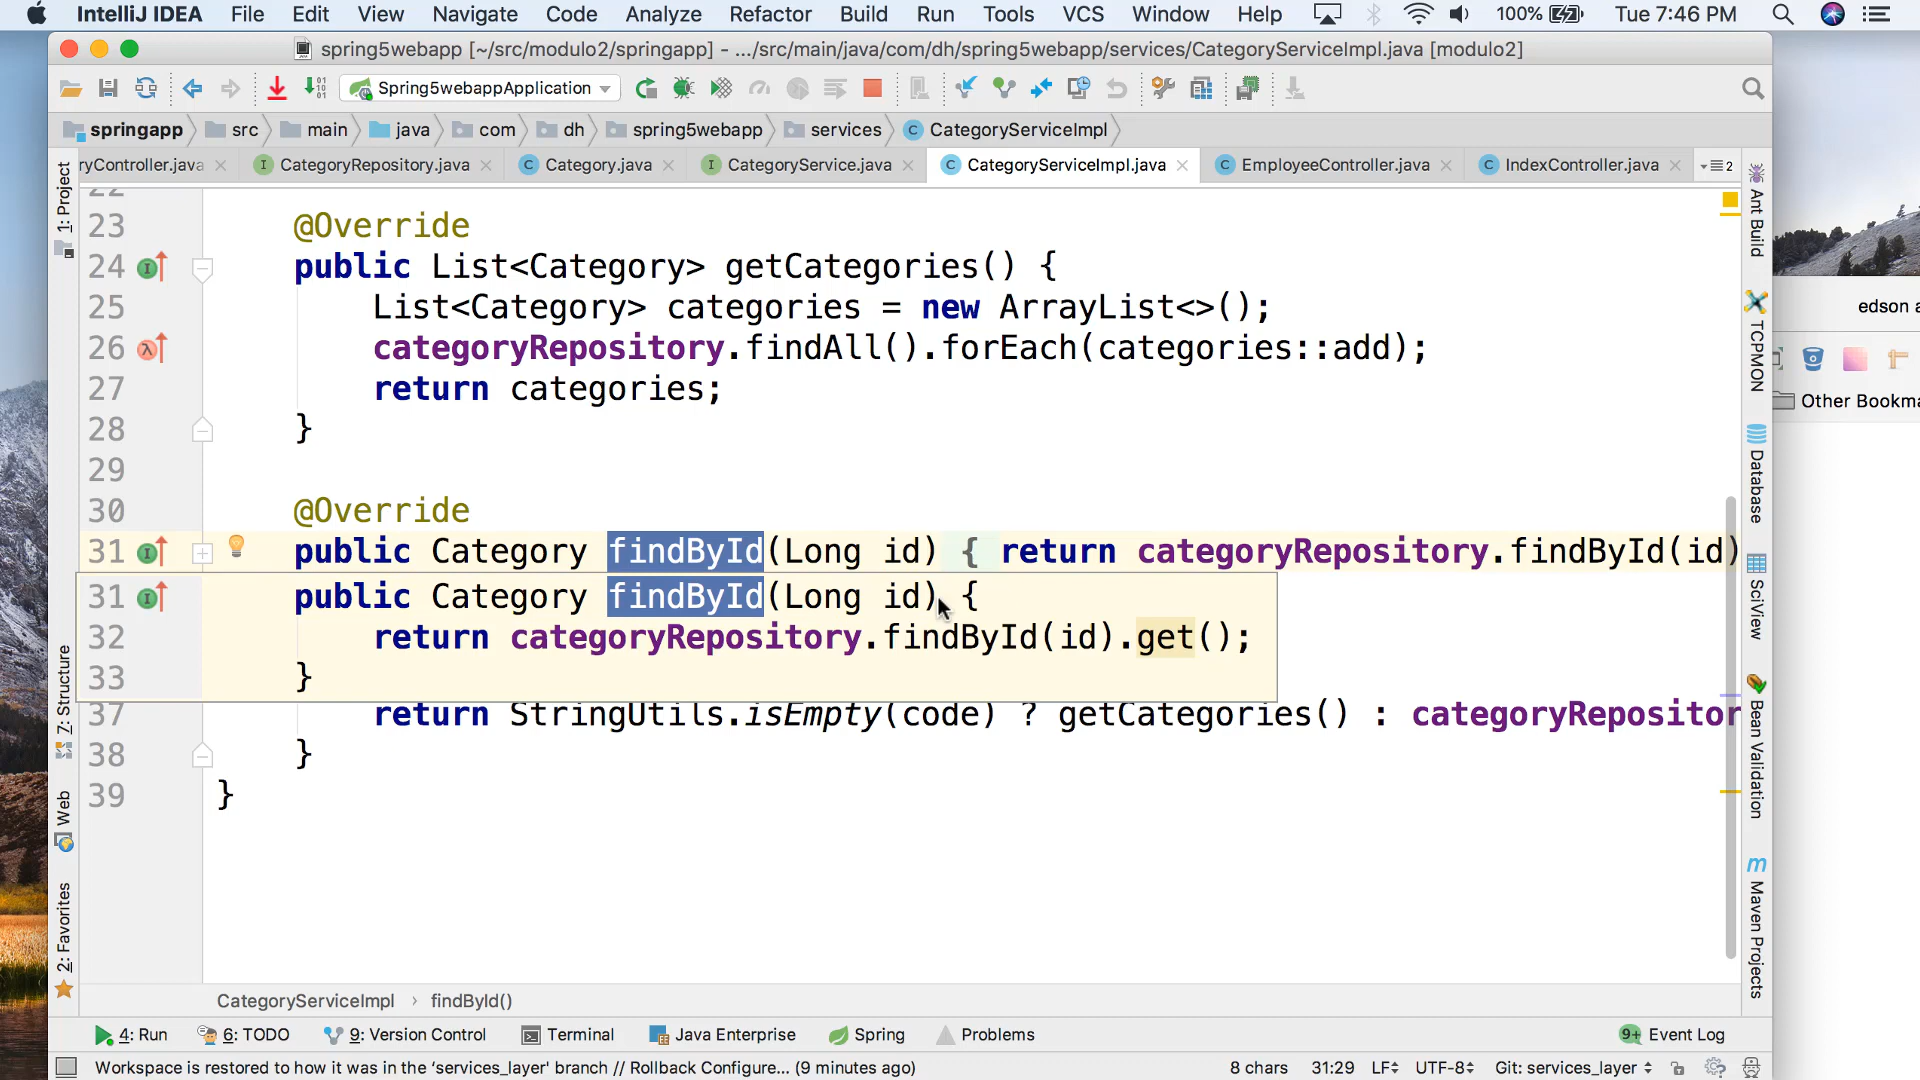 IntelliJ IDEA File Edit View Navigate Code Analyze Refactor Build Run Tools VCS Window Help 100% Tue 7:46 PM
spring5webapp [~/src/modulo2/springapp] - .../src/main/java/com/dh/spring5webapp/services/CategoryServiceImpl.java [modulo2]
Spring5webappApplication
springapp src main java com dh spring5webapp services CategoryServiceImpl
ryController.java CategoryRepository.java Category.java CategoryService.java CategoryServiceImpl.java EmployeeController.java IndexController.java 2
22
23 @Override
24 public List<Category> getCategories() {
25 List<Category> categories = new ArrayList<>();
26 categoryRepository.findAll().forEach(categories::add);
27 return categories;
28 }
29
30 @Override
31 public Category findById(Long id) { return categoryRepository.findById(id)
31 public Category findById(Long id) {
32 return categoryRepository.findById(id).get();
33 }
37 return StringUtils.isEmpty(code) ? getCategories() : categoryRepositor
38 }
39 }
1: Project
7: Structure
Web
2: Favorites
Ant Build
TCPMON
Database
SciView
Bean Validation
Maven Projects
edson a
Other Bookma
CategoryServiceImpl › findById()
4: Run 6: TODO 9: Version Control Terminal Java Enterprise Spring Problems 9+ Event Log
Workspace is restored to how it was in the 'services_layer' branch // Rollback Configure... (9 minutes ago) 8 chars 31:29 LF UTF-8 Git: services_layer